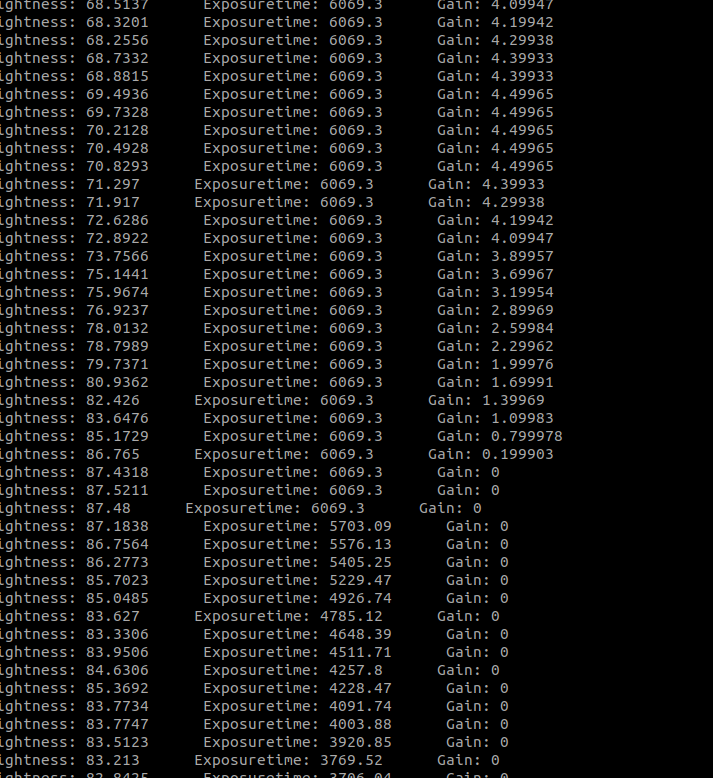 ightness: 68.5137 Exposuretime: 6069.3 Gain: 4.09947
ightness: 68.3201 Exposuretime: 6069.3 Gain: 4.19942
ightness: 68.2556 Exposuretime: 6069.3 Gain: 4.29938
ightness: 68.7332 Exposuretime: 6069.3 Gain: 4.39933
ightness: 68.8815 Exposuretime: 6069.3 Gain: 4.39933
ightness: 69.4936 Exposuretime: 6069.3 Gain: 4.49965
ightness: 69.7328 Exposuretime: 6069.3 Gain: 4.49965
ightness: 70.2128 Exposuretime: 6069.3 Gain: 4.49965
ightness: 70.4928 Exposuretime: 6069.3 Gain: 4.49965
ightness: 70.8293 Exposuretime: 6069.3 Gain: 4.49965
ightness: 71.297 Exposuretime: 6069.3 Gain: 4.39933
ightness: 71.917 Exposuretime: 6069.3 Gain: 4.29938
ightness: 72.6286 Exposuretime: 6069.3 Gain: 4.19942
ightness: 72.8922 Exposuretime: 6069.3 Gain: 4.09947
ightness: 73.7566 Exposuretime: 6069.3 Gain: 3.89957
ightness: 75.1441 Exposuretime: 6069.3 Gain: 3.69967
ightness: 75.9674 Exposuretime: 6069.3 Gain: 3.19954
ightness: 76.9237 Exposuretime: 6069.3 Gain: 2.89969
ightness: 78.0132 Exposuretime: 6069.3 Gain: 2.59984
ightness: 78.7989 Exposuretime: 6069.3 Gain: 2.29962
ightness: 79.7371 Exposuretime: 6069.3 Gain: 1.99976
ightness: 80.9362 Exposuretime: 6069.3 Gain: 1.69991
ightness: 82.426 Exposuretime: 6069.3 Gain: 1.39969
ightness: 83.6476 Exposuretime: 6069.3 Gain: 1.09983
ightness: 85.1729 Exposuretime: 6069.3 Gain: 0.799978
ightness: 86.765 Exposuretime: 6069.3 Gain: 0.199903
ightness: 87.4318 Exposuretime: 6069.3 Gain: 0
ightness: 87.5211 Exposuretime: 6069.3 Gain: 0
ightness: 87.48 Exposuretime: 6069.3 Gain: 0
ightness: 87.1838 Exposuretime: 5703.09 Gain: 0
ightness: 86.7564 Exposuretime: 5576.13 Gain: 0
ightness: 86.2773 Exposuretime: 5405.25 Gain: 0
ightness: 85.7023 Exposuretime: 5229.47 Gain: 0
ightness: 85.0485 Exposuretime: 4926.74 Gain: 0
ightness: 83.627 Exposuretime: 4785.12 Gain: 0
ightness: 83.3306 Exposuretime: 4648.39 Gain: 0
ightness: 83.9506 Exposuretime: 4511.71 Gain: 0
ightness: 84.6306 Exposuretime: 4257.8 Gain: 0
ightness: 85.3692 Exposuretime: 4228.47 Gain: 0
ightness: 83.7734 Exposuretime: 4091.74 Gain: 0
ightness: 83.7747 Exposuretime: 4003.88 Gain: 0
ightness: 83.5123 Exposuretime: 3920.85 Gain: 0
ightness: 83.213 Exposuretime: 3769.52 Gain: 0
ightness: 82.8425 Exposuretime: 3706.04 Gain: 0